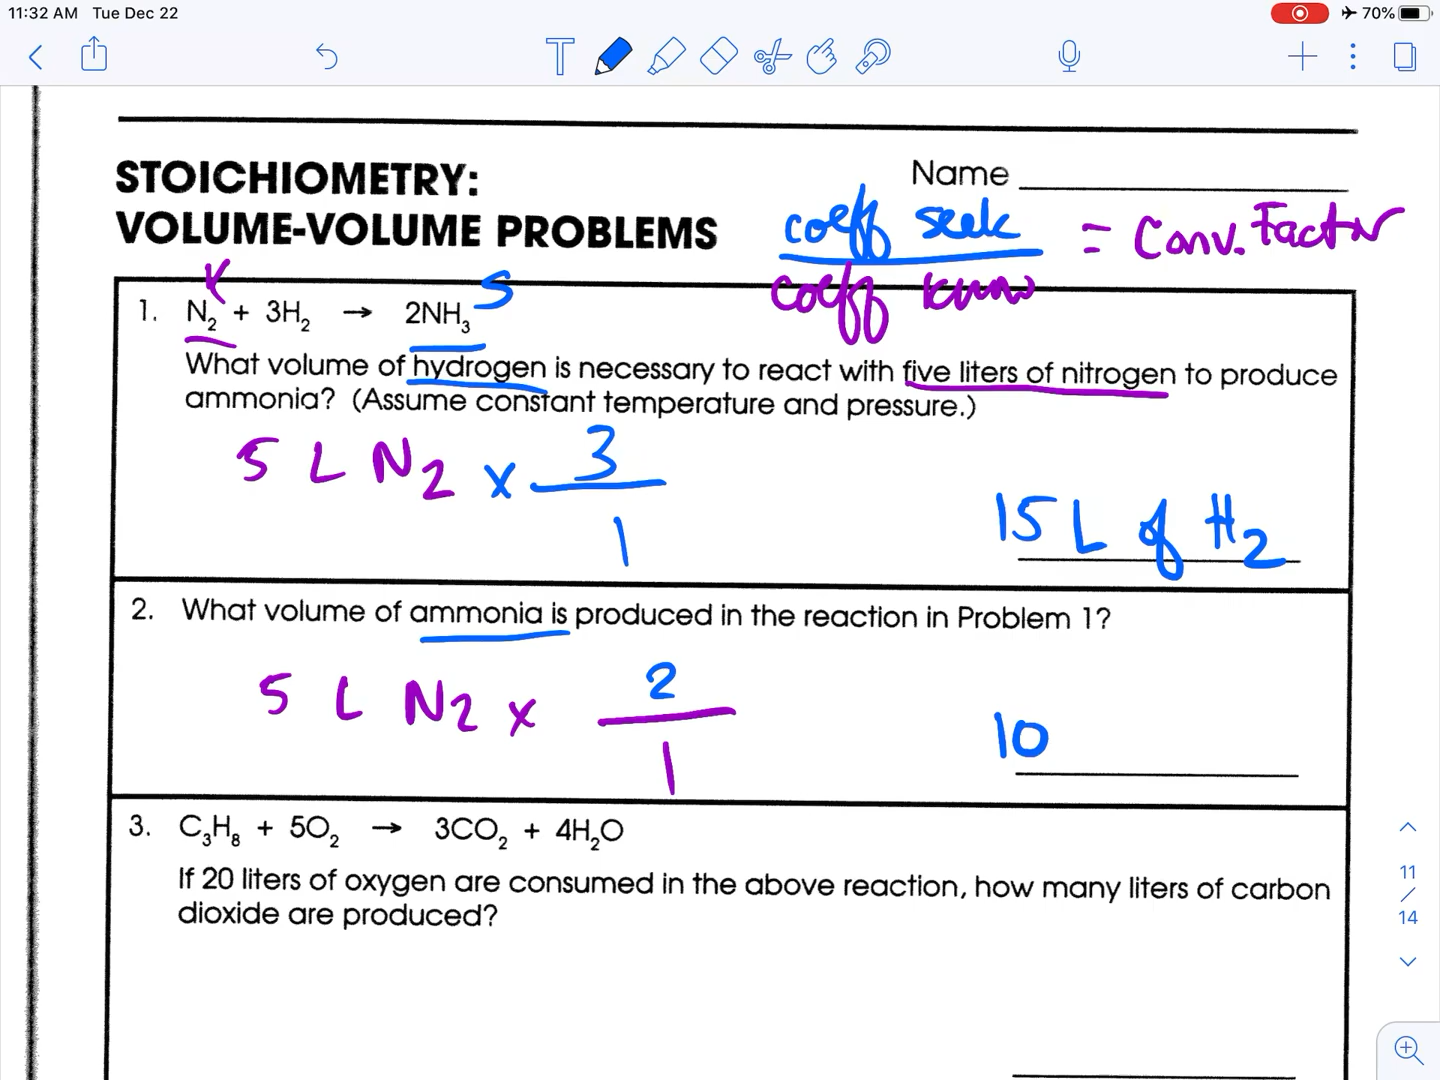 11:32 AM Tue Dec 22
70%
STOICHIOMETRY:
VOLUME-VOLUME PROBLEMS
Name
coeff seek
coeff know
= Conv. Factor
K
S
1. N₂ + 3H₂ → 2NH₃
What volume of hydrogen is necessary to react with five liters of nitrogen to produce
ammonia? (Assume constant temperature and pressure.)
5 L N₂ x 3
1
15 L of H₂
2. What volume of ammonia is produced in the reaction in Problem 1?
5 L N₂ x 2
1
10
3. C₃H₈ + 5O₂ → 3CO₂ + 4H₂O
If 20 liters of oxygen are consumed in the above reaction, how many liters of carbon
dioxide are produced?
11
/
14